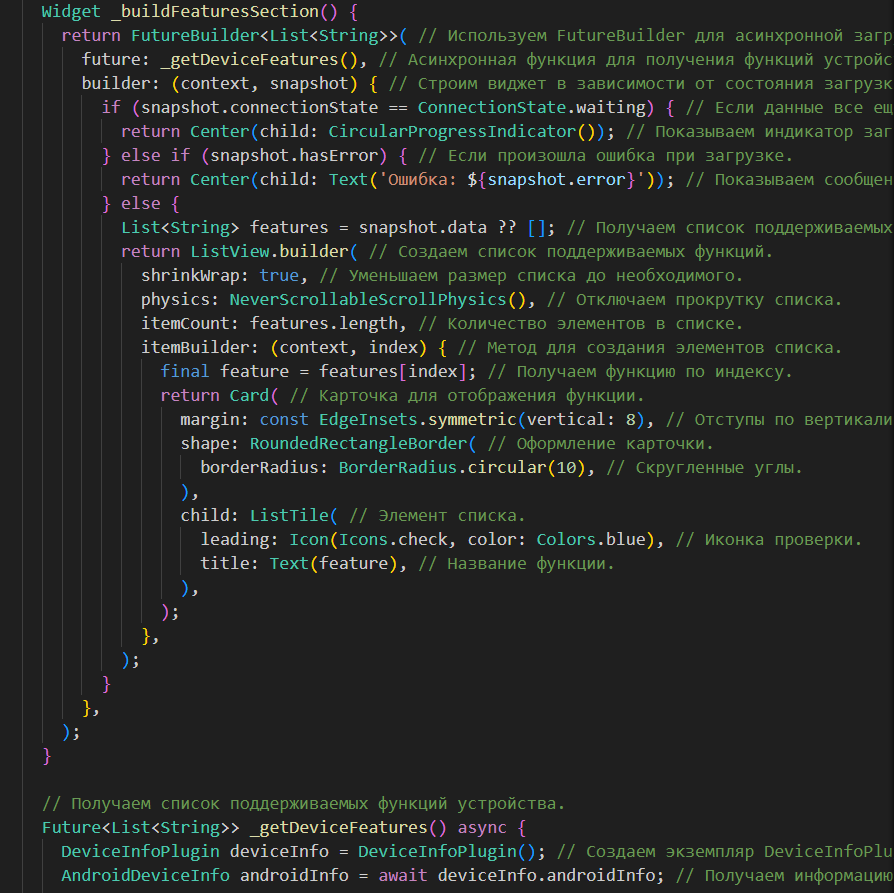 Widget _buildFeaturesSection() {
return FutureBuilder<List<String>>( // Используем FutureBuilder для асинхронной
future: _getDeviceFeatures(), // Асинхронная функция для получения функций
builder: (context, snapshot) { // Строим виджет в зависимости от состояния
if (snapshot.connectionState == ConnectionState.waiting) { // Если данные все
return Center(child: CircularProgressIndicator()); // Показываем индикатор
} else if (snapshot.hasError) { // Если произошла ошибка при загрузке.
return Center(child: Text('Ошибка: ${snapshot.error}')); // Показываем
} else {
List<String> features = snapshot.data ?? []; // Получаем список поддерживаемых
return ListView.builder( // Создаем список поддерживаемых функций.
shrinkWrap: true, // Уменьшаем размер списка до необходимого.
physics: NeverScrollableScrollPhysics(), // Отключаем прокрутку списка.
itemCount: features.length, // Количество элементов в списке.
itemBuilder: (context, index) { // Метод для создания элементов списка.
final feature = features[index]; // Получаем функцию по индексу.
return Card( // Карточка для отображения функции.
margin: const EdgeInsets.symmetric(vertical: 8), // Отступы по вертикали
shape: RoundedRectangleBorder( // Оформление карточки.
borderRadius: BorderRadius.circular(10), // Скругленные углы.
),
child: ListTile( // Элемент списка.
leading: Icon(Icons.check, color: Colors.blue), // Иконка проверки.
title: Text(feature), // Название функции.
),
);
},
);
}
},
);
}
// Получаем список поддерживаемых функций устройства.
Future<List<String>> _getDeviceFeatures() async {
DeviceInfoPlugin deviceInfo = DeviceInfoPlugin(); // Создаем экземпляр
AndroidDeviceInfo androidInfo = await deviceInfo.androidInfo; // Получаем информацию